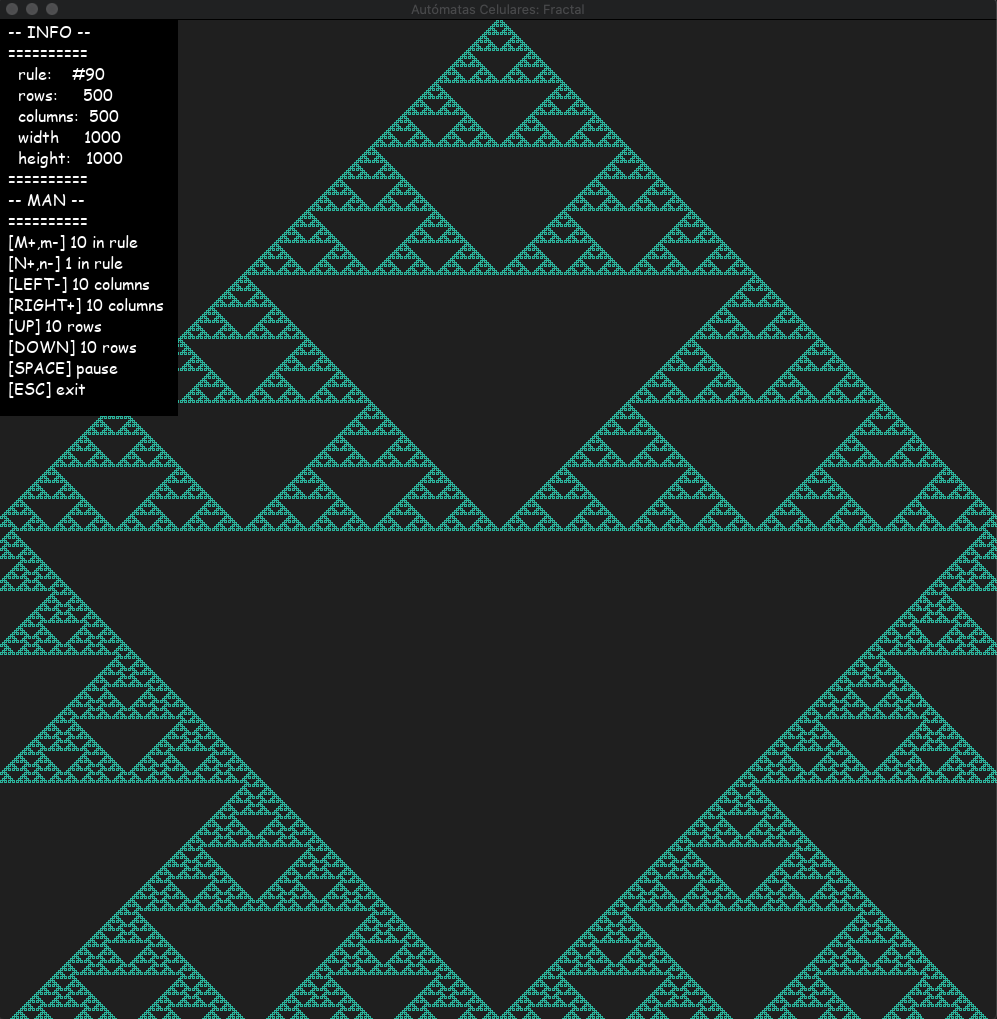 Autómatas Celulares: Fractal
-- INFO --
==========
rule: #90
rows: 500
columns: 500
width 1000
height: 1000
==========
-- MAN --
==========
[M+,m-] 10 in rule
[N+,n-] 1 in rule
[LEFT-] 10 columns
[RIGHT+] 10 columns
[UP] 10 rows
[DOWN] 10 rows
[SPACE] pause
[ESC] exit